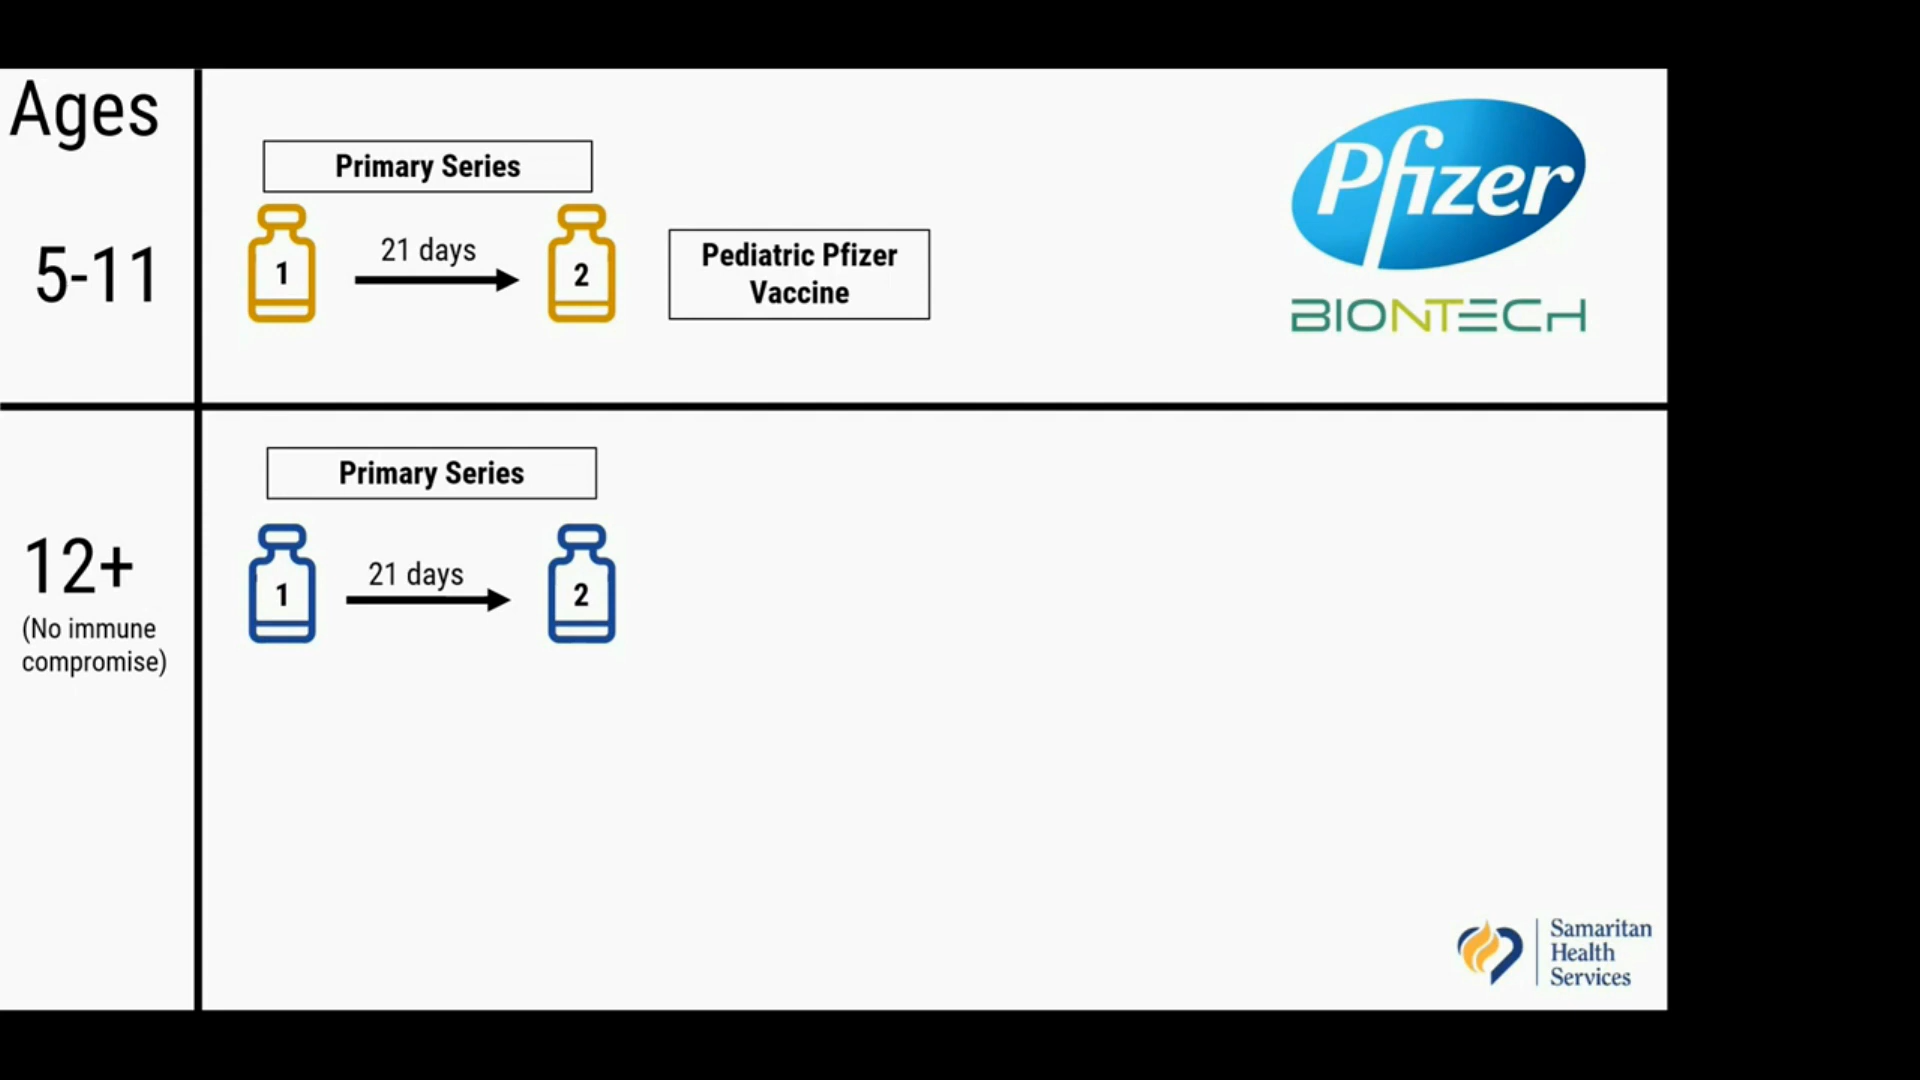 Ages
Primary Series
1
21 days
2
5-11
Pediatric Pfizer
Vaccine
Pfizer
BIONTECH
Primary Series
12+
(No immune
compromise)
1
21 days
2
Samaritan
Health
Services